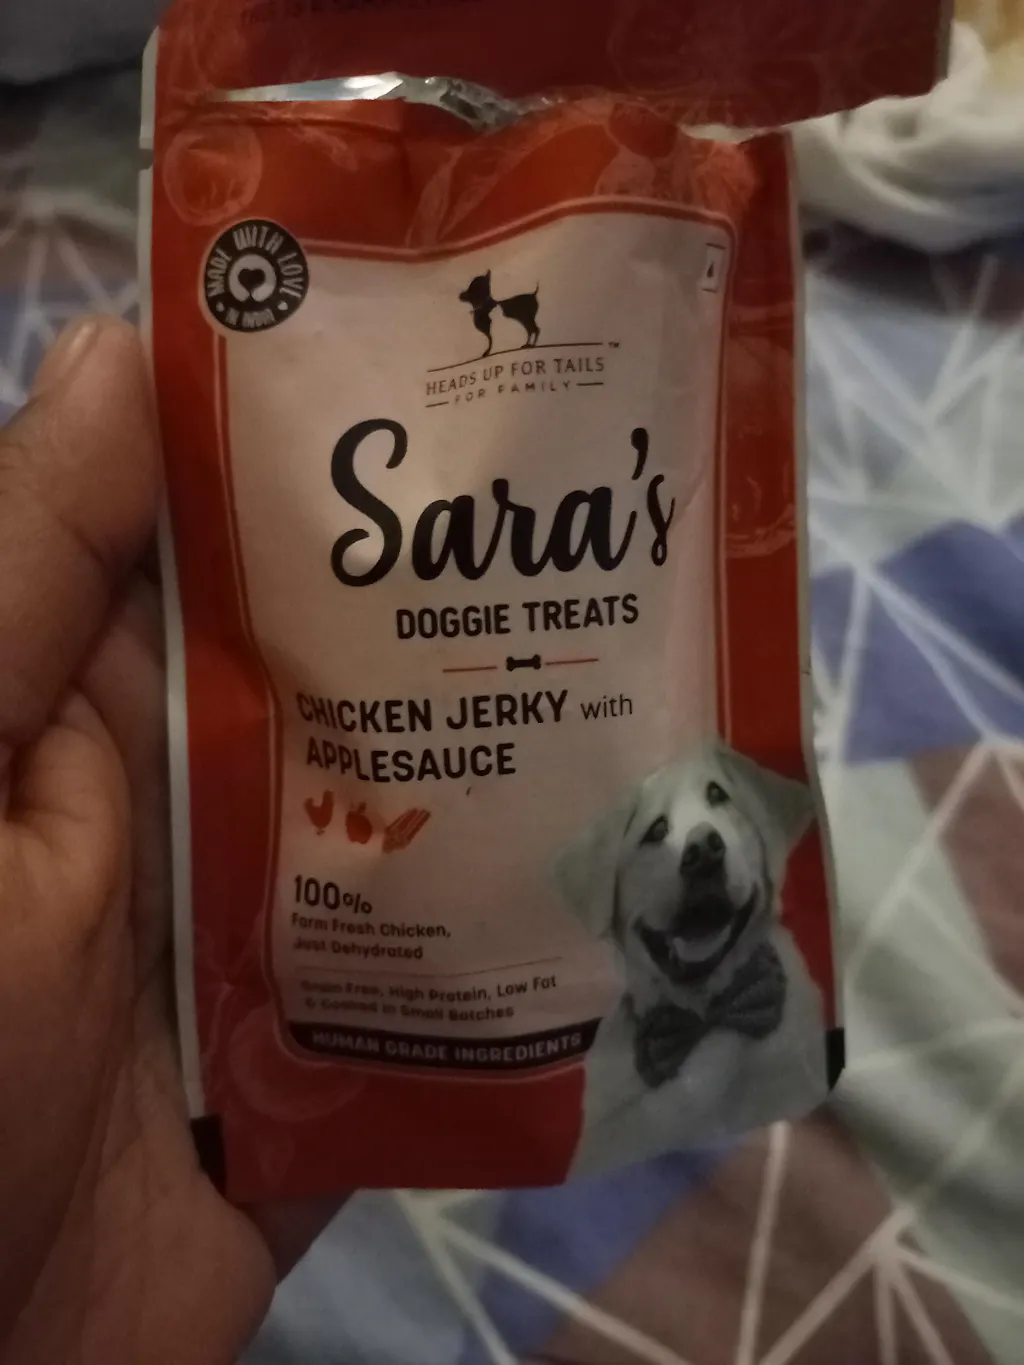 MADE WITH LOVE
IN INDIA
HEADS UP FOR TAILS™
FOR FAMILY
Sara's
DOGGIE TREATS
CHICKEN JERKY with
APPLESAUCE
100%
Farm Fresh Chicken,
Just Dehydrated
Grain Free, High Protein, Low Fat
& Cooked in Small Batches
HUMAN GRADE INGREDIENTS